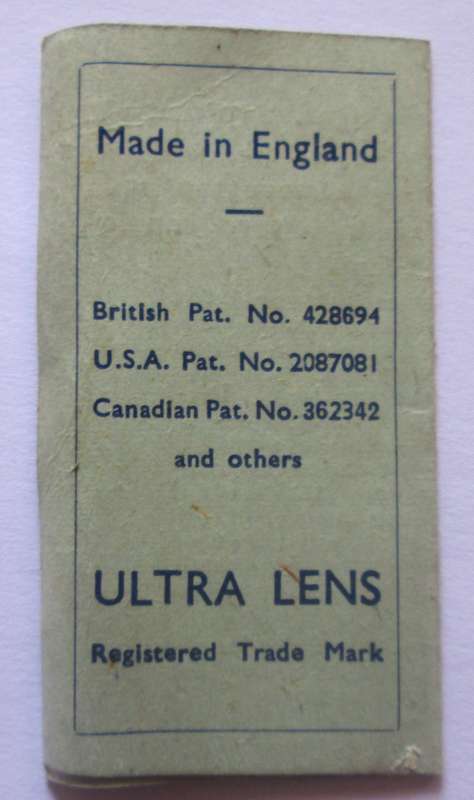 Made in England
—
British Pat. No. 428694
U.S.A. Pat. No. 2087081
Canadian Pat. No. 362342
and others
ULTRA LENS
Registered Trade Mark